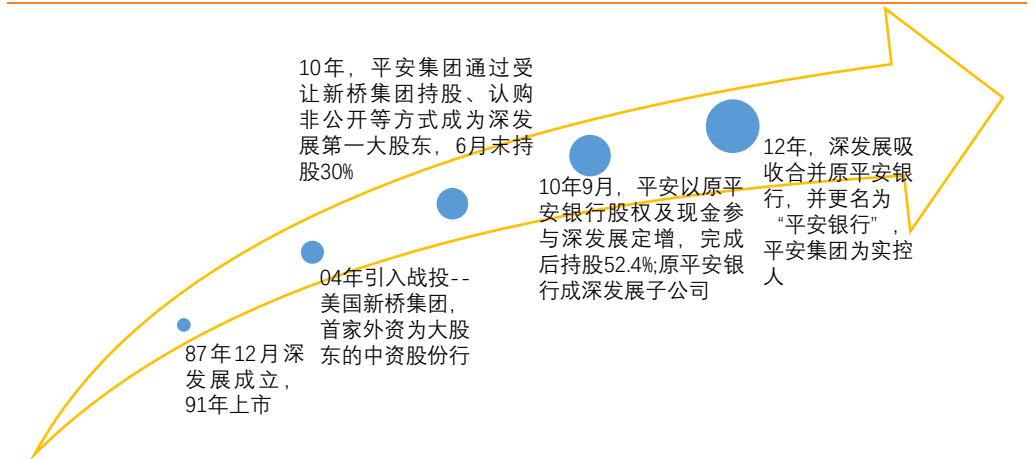 87年12月深
发展成立，
91年上市
04年引入战投--
美国新桥集团，
首家外资为大股
东的中资股份行
10年，平安集团通过受
让新桥集团持股、认购
非公开等方式成为深发
展第一大股东，6月末持
股30%
10年9月，平安以原平
安银行股权及现金参
与深发展定增，完成
后持股52.4%;原平安银
行成深发展子公司
12年，深发展吸
收合并原平安银
行，并更名为
“平安银行”，
平安集团为实控
人